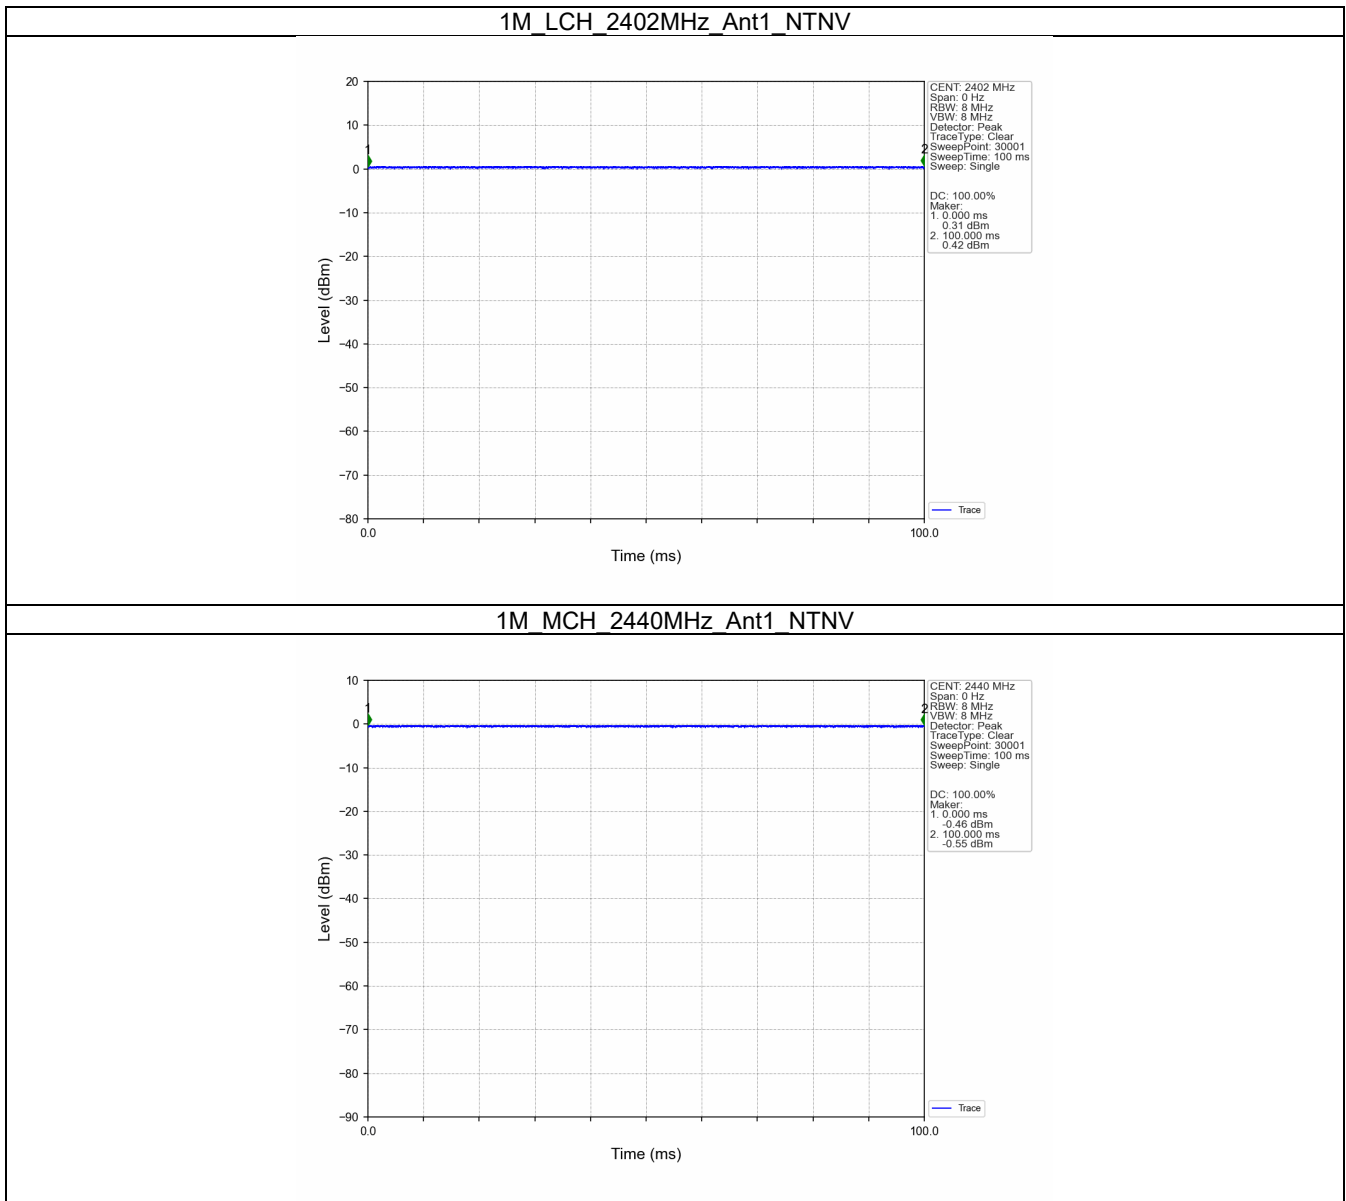 1M_LCH_2402MHz_Ant1_NTNV
20
10
0
−10
−20
−30
−40
−50
−60
−70
−80
Level (dBm)
1
2
0.0
100.0
Time (ms)
CENT: 2402 MHz
Span: 0 Hz
RBW: 8 MHz
VBW: 8 MHz
Detector: Peak
TraceType: Clear
SweepPoint: 30001
SweepTime: 100 ms
Sweep: Single
DC: 100.00%
Maker:
1. 0.000 ms
0.31 dBm
2. 100.000 ms
0.42 dBm
Trace
1M_MCH_2440MHz_Ant1_NTNV
10
0
−10
−20
−30
−40
−50
−60
−70
−80
−90
Level (dBm)
1
2
0.0
100.0
Time (ms)
CENT: 2440 MHz
Span: 0 Hz
RBW: 8 MHz
VBW: 8 MHz
Detector: Peak
TraceType: Clear
SweepPoint: 30001
SweepTime: 100 ms
Sweep: Single
DC: 100.00%
Maker:
1. 0.000 ms
-0.46 dBm
2. 100.000 ms
-0.55 dBm
Trace